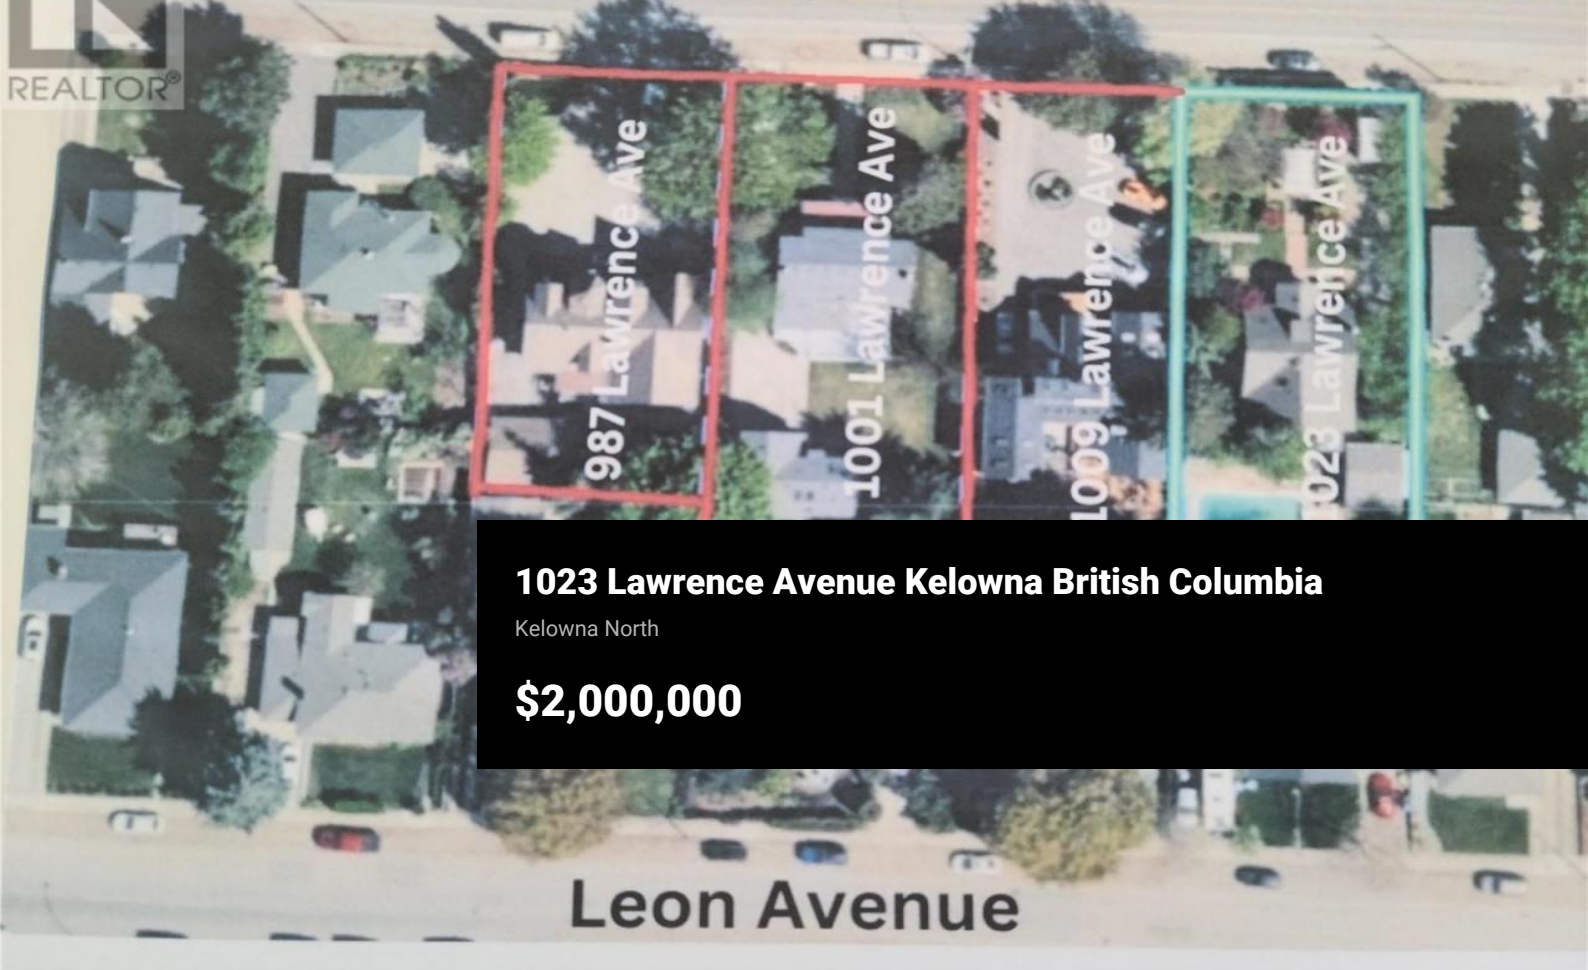 REALTOR®
987 Lawrence Ave
1001 Lawrence Ave
1009 Lawrence Ave
023 Lawrence Ave
1023 Lawrence Avenue Kelowna British Columbia
Kelowna North
$2,000,000
Leon Avenue